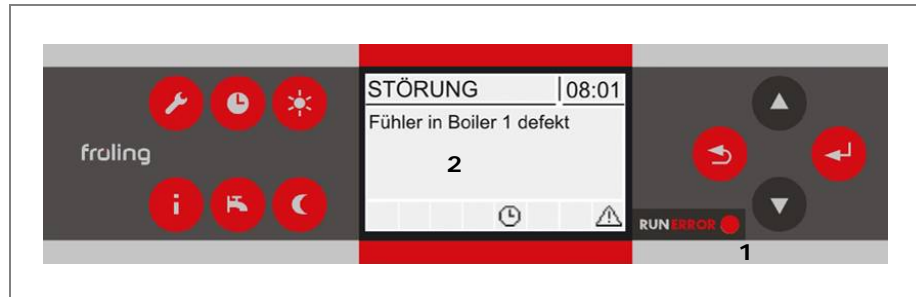 STÖRUNG 08:01
Fühler in Boiler 1 defekt
froling
2
i
RUN ERROR
1